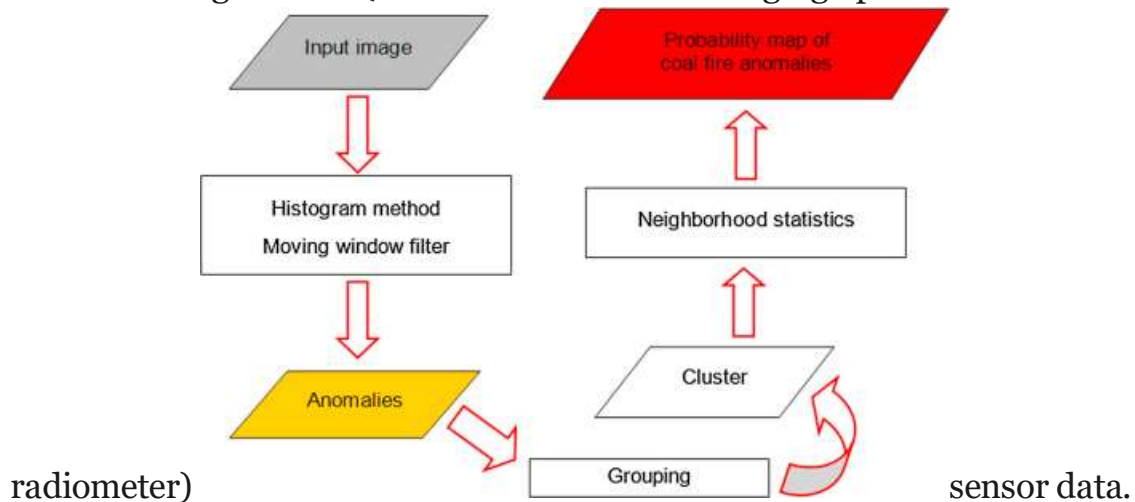 Input image
Probability map of
coal fire anomalies
Histogram method
Moving window filter
Neighborhood statistics
Anomalies
Cluster
Grouping
radiometer) sensor data.